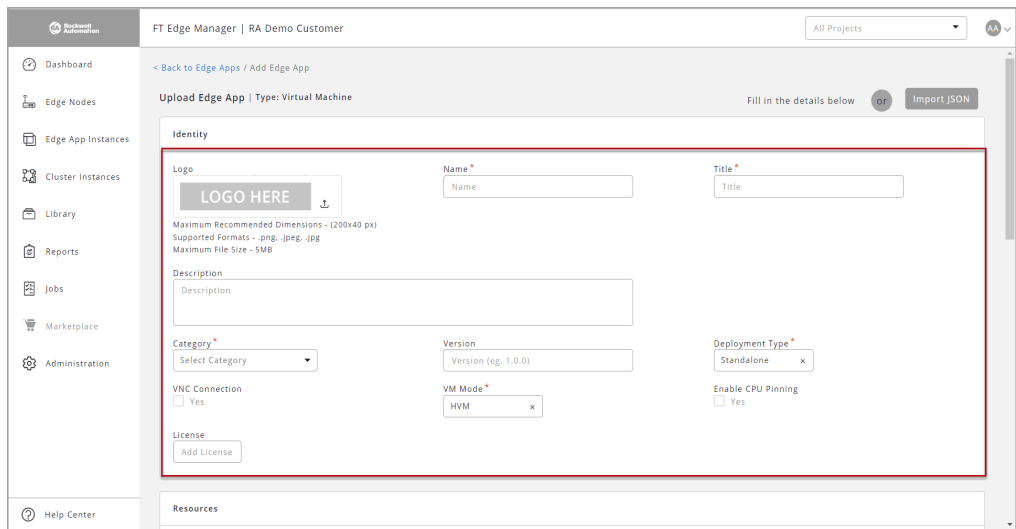 RA Rockwell Automation
FT Edge Manager | RA Demo Customer
All Projects
AA
Dashboard
Edge Nodes
Edge App Instances
Cluster Instances
Library
Reports
Jobs
Marketplace
Administration
Help Center
< Back to Edge Apps / Add Edge App
Upload Edge App | Type: Virtual Machine
Fill in the details below
or
Import JSON
Identity
Logo
LOGO HERE
Maximum Recommended Dimensions - (200x40 px)
Supported Formats - .png, .jpeg, .jpg
Maximum File Size - 5MB
Name *
Name
Title *
Title
Description
Description
Category *
Select Category
Version
Version (eg. 1.0.0)
Deployment Type *
Standalone x
VNC Connection
Yes
VM Mode *
HVM x
Enable CPU Pinning
Yes
License
Add License
Resources